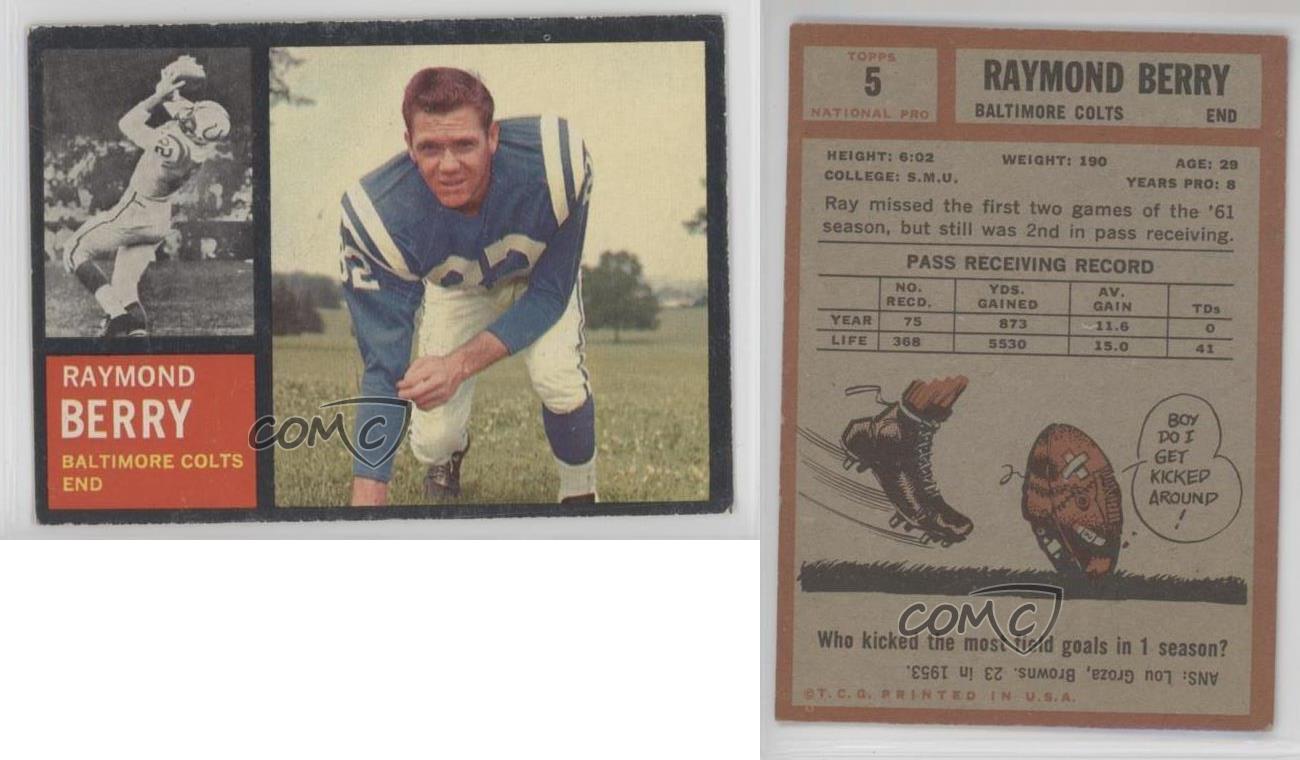 RAYMOND
BERRY
BALTIMORE COLTS
END
82
82
COMC
TOPPS
5
NATIONAL PRO
RAYMOND BERRY
BALTIMORE COLTS END
HEIGHT: 6:02 WEIGHT: 190 AGE: 29
COLLEGE: S.M.U. YEARS PRO: 8
Ray missed the first two games of the '61
season, but still was 2nd in pass receiving.
PASS RECEIVING RECORD
NO. RECD. YDS. GAINED AV. GAIN TDs
YEAR 75 873 11.6 0
LIFE 368 5530 15.0 41
BOY
DO I
GET
KICKED
AROUND
!
COMC
Who kicked the most field goals in 1 season?
ANS: Lou Groza, Browns. 23 in 1953.
©T.C.G. PRINTED IN U.S.A.